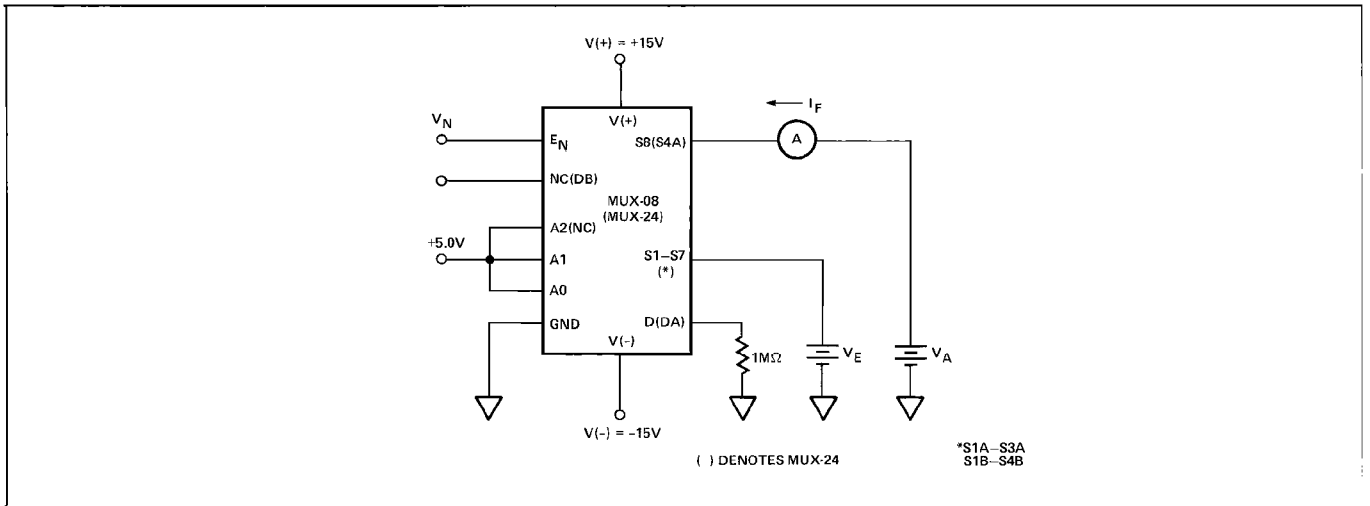 V(+) = +15V
I_F
V_N
V(+)
E_N
S8(S4A)
A
NC(DB)
MUX-08
(MUX-24)
A2(NC)
+5.0V
A1
S1–S7
(*)
A0
GND
D(DA)
V(-)
1MΩ
V_E
V_A
V(-) = -15V
( ) DENOTES MUX-24
*S1A–S3A
S1B–S4B